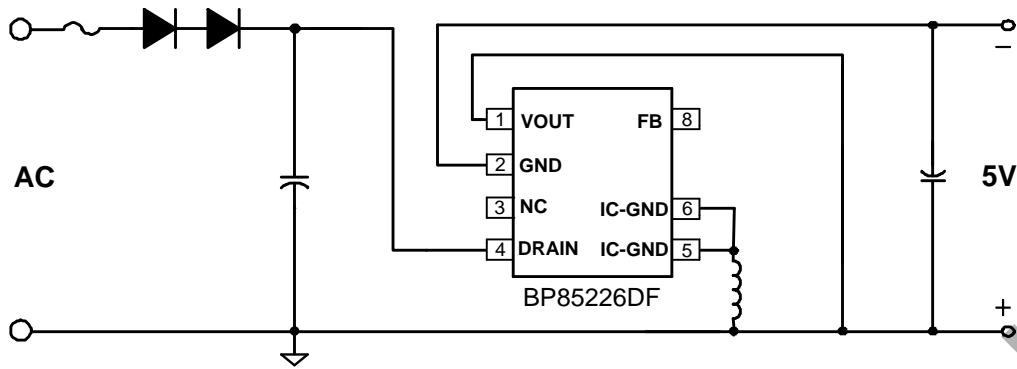 −
1 VOUT FB 8
AC
2 GND
5V
3 NC IC-GND 6
4 DRAIN IC-GND 5
BP85226DF
+